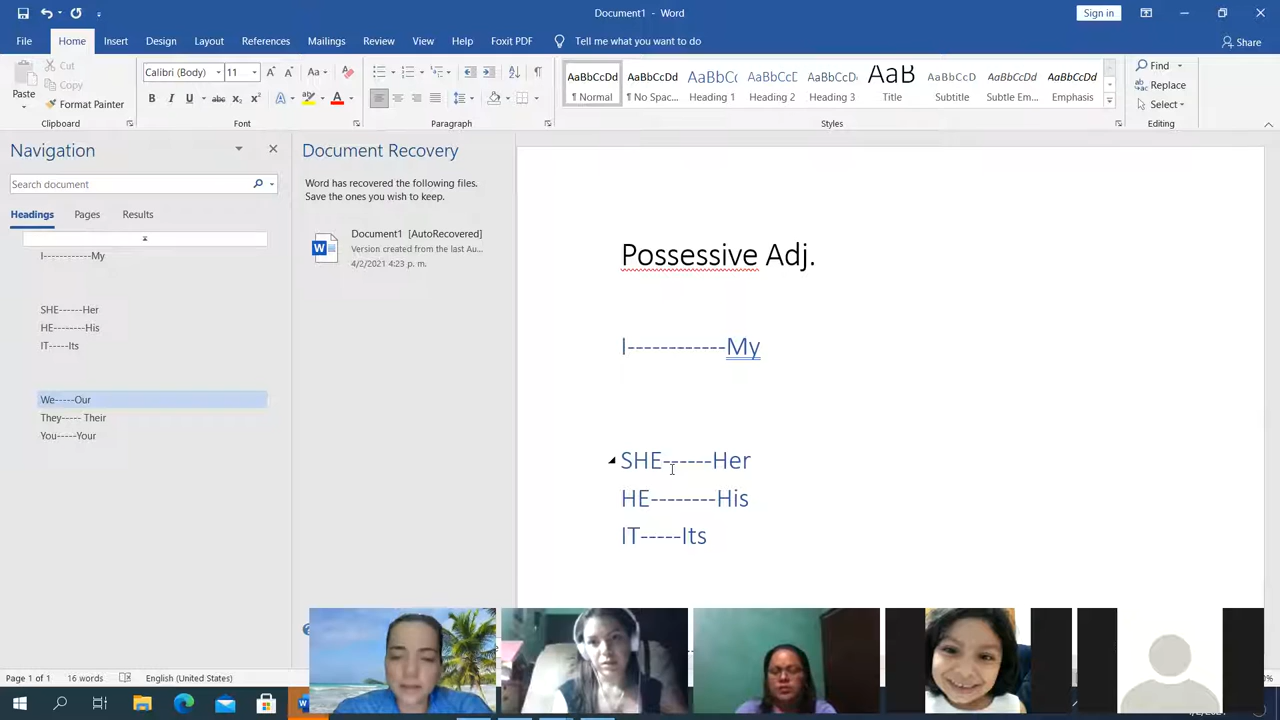 Document1 - Word
Sign in
File Home Insert Design Layout References Mailings Review View Help Foxit PDF Tell me what you want to do
Share
Paste
Cut
Copy
Format Painter
Clipboard
Calibri (Body) 11
Font
Paragraph
AaBbCcDd ¶ Normal
AaBbCcDd ¶ No Spac...
AaBbCc Heading 1
AaBbCcD Heading 2
AaBbCcD Heading 3
AaB Title
AaBbCcD Subtitle
AaBbCcDd Subtle Em...
AaBbCcDd Emphasis
Styles
Find
Replace
Select
Editing
Navigation
Search document
Headings Pages Results
I------------My
SHE------Her
HE--------His
IT-----Its
We-----Our
They----- Their
You-----Your
Document Recovery
Word has recovered the following files.
Save the ones you wish to keep.
Document1 [AutoRecovered]
Version created from the last Au...
4/2/2021 4:23 p. m.
Possessive Adj.
I------------My
SHE------Her
HE--------His
IT-----Its
Page 1 of 1 16 words English (United States)